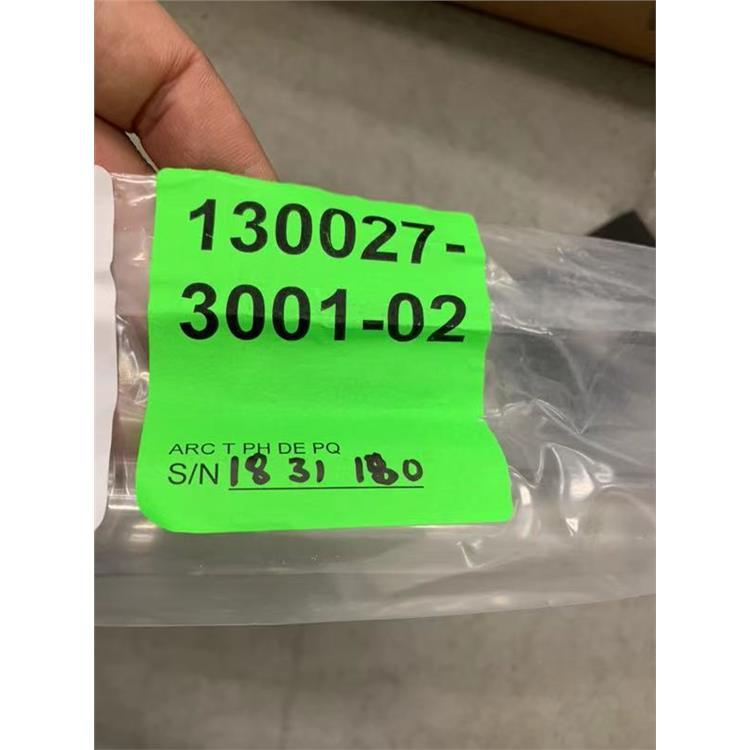 130027-
3001-02
ARC T PH DE PQ
S/N 18 31 180